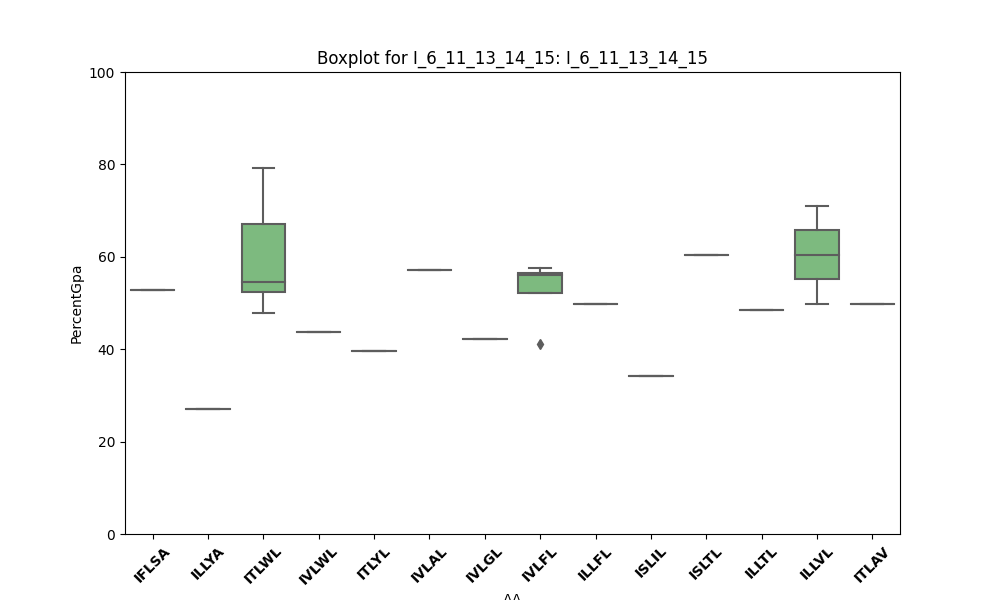 Boxplot for I_6_11_13_14_15: I_6_11_13_14_15
100
80
60
40
20
0
PercentGpa
IFLSA ILLYA ITLWL IVLWL ITLYL IVLAL IVLGL IVLFL ILLFL ISLIL ISLTL ILLTL ILLVL ITLAV
AA